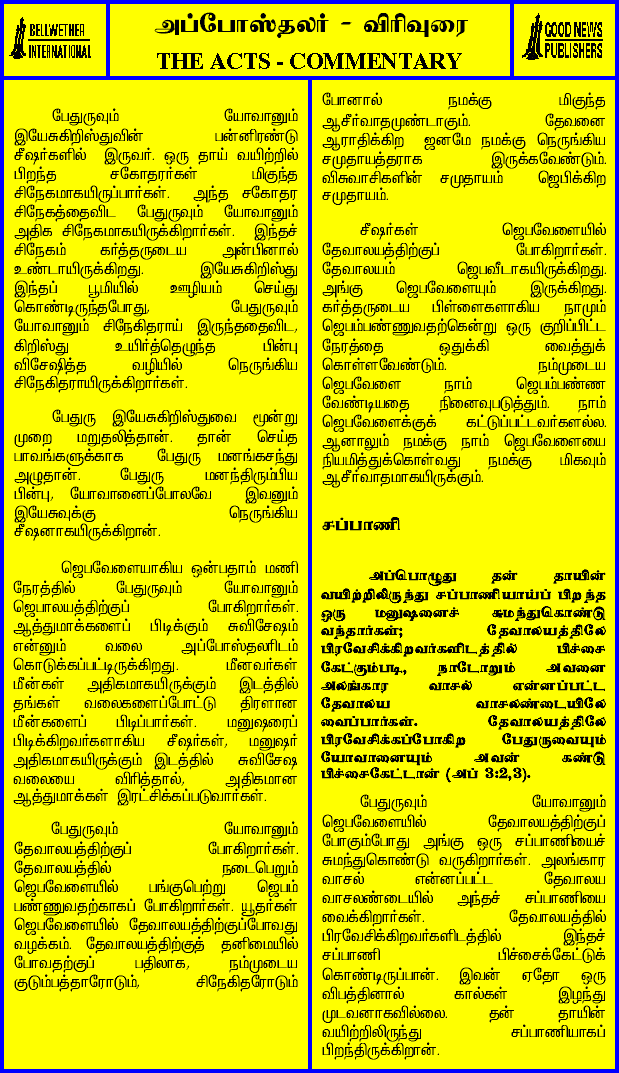 BELLWETHER
INTERNATIONAL
அப்போஸ்தலர் - விரிவுரை
THE ACTS - COMMENTARY
GOOD NEWS
PUBLISHERS
பேதுருவும் யோவானும்
இயேசுகிறிஸ்துவின் பன்னிரண்டு
சீஷர்களில் இருவர். ஒரு தாய் வயிற்றில்
பிறந்த சகோதரர்கள் மிகுந்த
சிநேகமாகயிருப்பார்கள். அந்த சகோதர
சிநேகத்தைவிட பேதுருவும் யோவானும்
அதிக சிநேகமாகயிருக்கிறார்கள். இந்தச்
சிநேகம் கர்த்தருடைய அன்பினால்
உண்டாயிருக்கிறது. இயேசுகிறிஸ்து
இந்தப் பூமியில் ஊழியம் செய்து
கொண்டிருந்தபோது, பேதுருவும்
யோவானும் சிநேகிதராய் இருந்ததைவிட,
கிறிஸ்து உயிர்த்தெழுந்த பின்பு
விசேஷித்த வழியில் நெருங்கிய
சிநேகிதராயிருக்கிறார்கள்.
பேதுரு இயேசுகிறிஸ்துவை மூன்று
முறை மறுதலித்தான். தான் செய்த
பாவங்களுக்காக பேதுரு மனங்கசந்து
அழுதான். பேதுரு மனந்திரும்பிய
பின்பு, யோவானைப்போலவே இவனும்
இயேசுவுக்கு நெருங்கிய
சீஷனாகயிருக்கிறான்.
ஜெபவேளையாகிய ஒன்பதாம் மணி
நேரத்தில் பேதுருவும் யோவானும்
ஜெபாலயத்திற்குப் போகிறார்கள்.
ஆத்துமாக்களைப் பிடிக்கும் சுவிசேஷம்
என்னும் வலை அப்போஸ்தலரிடம்
கொடுக்கப்பட்டிருக்கிறது. மீனவர்கள்
மீன்கள் அதிகமாகயிருக்கும் இடத்தில்
தங்கள் வலைகளைப்போட்டு திரளான
மீன்களைப் பிடிப்பார்கள். மனுஷரைப்
பிடிக்கிறவர்களாகிய சீஷர்கள், மனுஷர்
அதிகமாகயிருக்கும் இடத்தில் சுவிசேஷ
வலையை விரித்தால், அதிகமான
ஆத்துமாக்கள் இரட்சிக்கப்படுவார்கள்.
பேதுருவும் யோவானும்
தேவாலயத்திற்குப் போகிறார்கள்.
தேவாலயத்தில் நடைபெறும்
ஜெபவேளையில் பங்குபெற்று ஜெபம்
பண்ணுவதற்காகப் போகிறார்கள். யூதர்கள்
ஜெபவேளையில் தேவாலயத்திற்குப்போவது
வழக்கம். தேவாலயத்திற்குத் தனிமையில்
போவதற்குப் பதிலாக, நம்முடைய
குடும்பத்தாரோடும், சிநேகிதரோடும்
போனால் நமக்கு மிகுந்த
ஆசீர்வாதமுண்டாகும். தேவனை
ஆராதிக்கிற ஜனமே நமக்கு நெருங்கிய
சமுதாயத்தராக இருக்கவேண்டும்.
விசுவாசிகளின் சமுதாயம் ஜெபிக்கிற
சமுதாயம்.
சீஷர்கள் ஜெபவேளையில்
தேவாலயத்திற்குப் போகிறார்கள்.
தேவாலயம் ஜெபவீடாகயிருக்கிறது.
அங்கு ஜெபவேளையும் இருக்கிறது.
கர்த்தருடைய பிள்ளைகளாகிய நாமும்
ஜெபம்பண்ணுவதற்கென்று ஒரு குறிப்பிட்ட
நேரத்தை ஒதுக்கி வைத்துக்
கொள்ளவேண்டும். நம்முடைய
ஜெபவேளை நாம் ஜெபம்பண்ண
வேண்டியதை நினைவுபடுத்தும். நாம்
ஜெபவேளைக்குக் கட்டுப்பட்டவர்களல்ல.
ஆனாலும் நமக்கு நாம் ஜெபவேளையை
நியமித்துக்கொள்வது நமக்கு மிகவும்
ஆசீர்வாதமாகயிருக்கும்.
சப்பாணி
அப்பொழுது தன் தாயின்
வயிற்றிலிருந்து சப்பாணியாய்ப் பிறந்த
ஒரு மனுஷனைச் சுமந்துகொண்டு
வந்தார்கள்; தேவாலயத்திலே
பிரவேசிக்கிறவர்களிடத்தில் பிச்சை
கேட்கும்படி, நாடோறும் அவனை
அலங்கார வாசல் என்னப்பட்ட
தேவாலய வாசலண்டையிலே
வைப்பார்கள். தேவாலயத்திலே
பிரவேசிக்கப்போகிற பேதுருவையும்
யோவானையும் அவன் கண்டு
பிச்சைகேட்டான் (அப் 3:2,3).
பேதுருவும் யோவானும்
ஜெபவேளையில் தேவாலயத்திற்குப்
போகும்போது அங்கு ஒரு சப்பாணியைச்
சுமந்துகொண்டு வருகிறார்கள். அலங்கார
வாசல் என்னப்பட்ட தேவாலய
வாசலண்டையில் அந்தச் சப்பாணியை
வைக்கிறார்கள். தேவாலயத்தில்
பிரவேசிக்கிறவர்களிடத்தில் இந்தச்
சப்பாணி பிச்சைக்கேட்டுக்
கொண்டிருப்பான். இவன் ஏதோ ஒரு
விபத்தினால் கால்கள் இழந்து
முடவனாகவில்லை. தன் தாயின்
வயிற்றிலிருந்து சப்பாணியாகப்
பிறந்திருக்கிறான்.